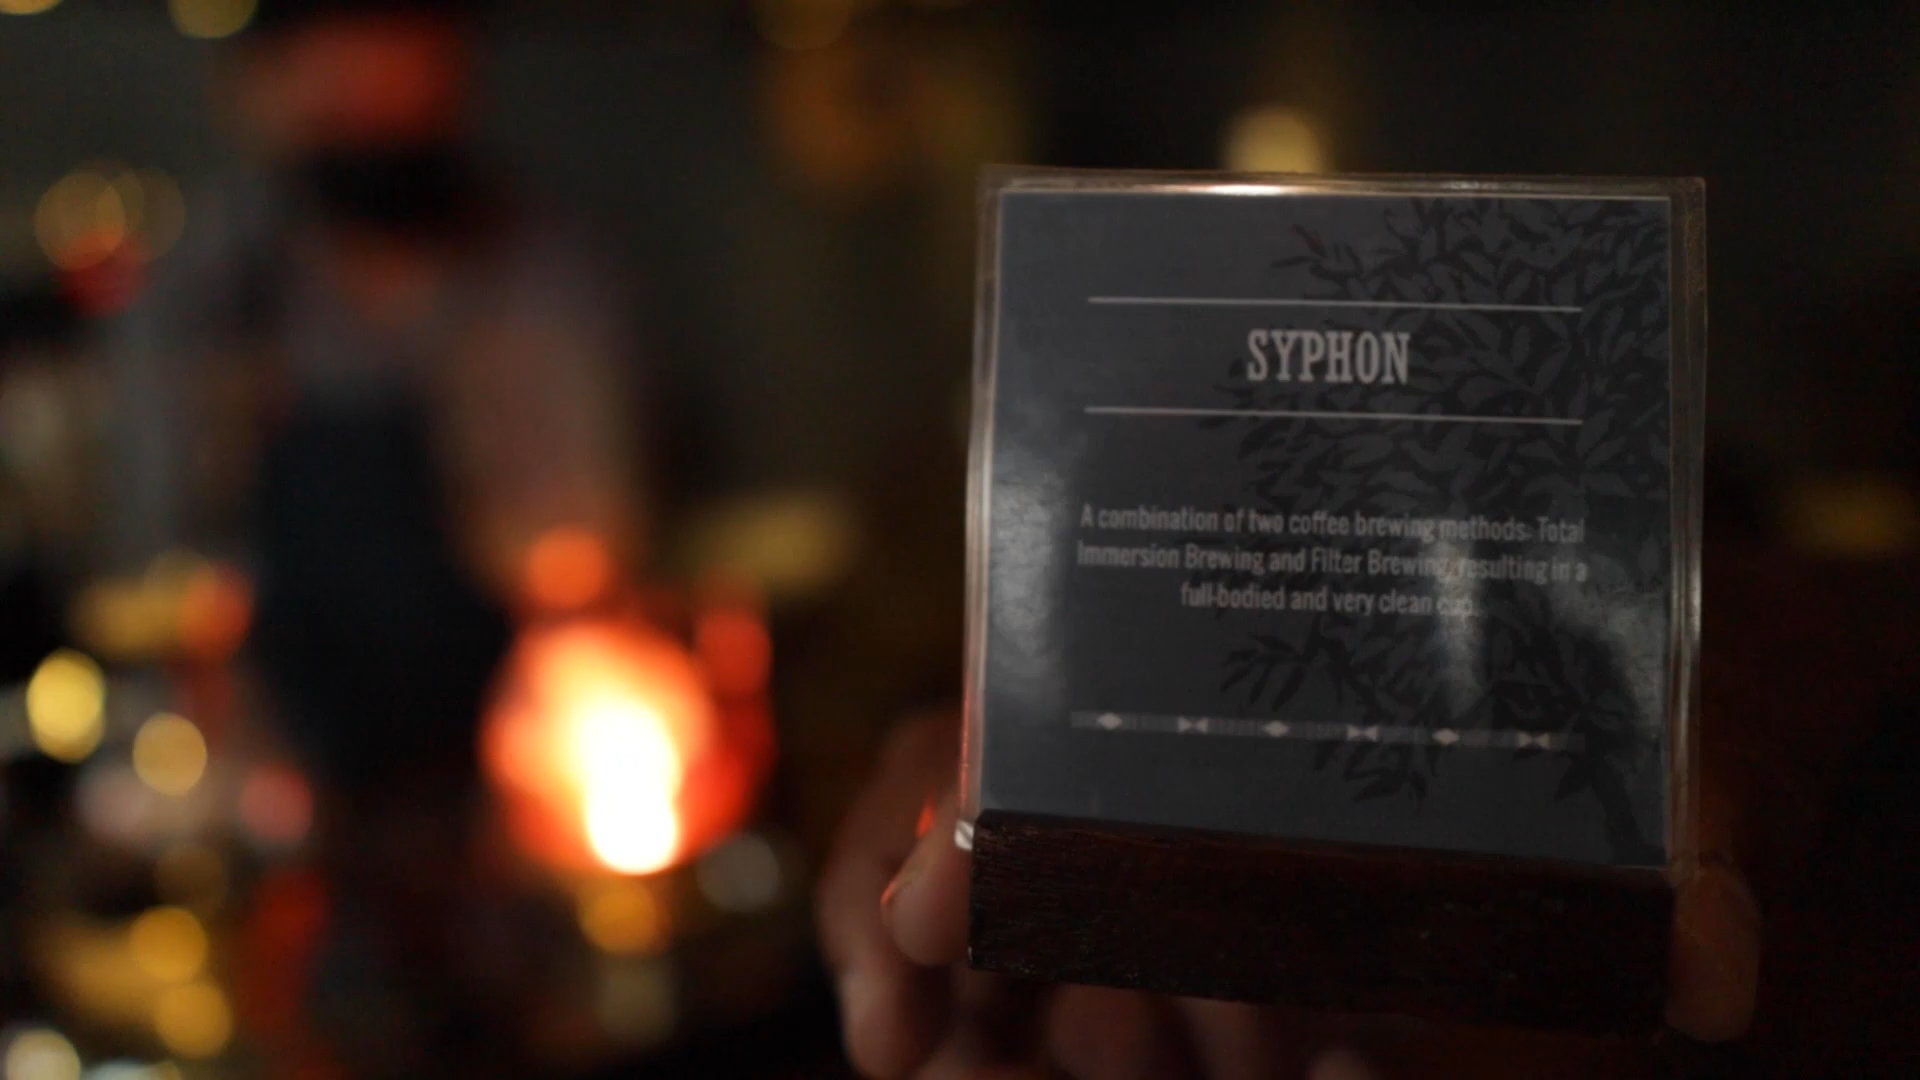 SYPHON
A combination of two coffee brewing methods: Total
Immersion Brewing and Filter Brewing, resulting in a
full-bodied and very clean cup.